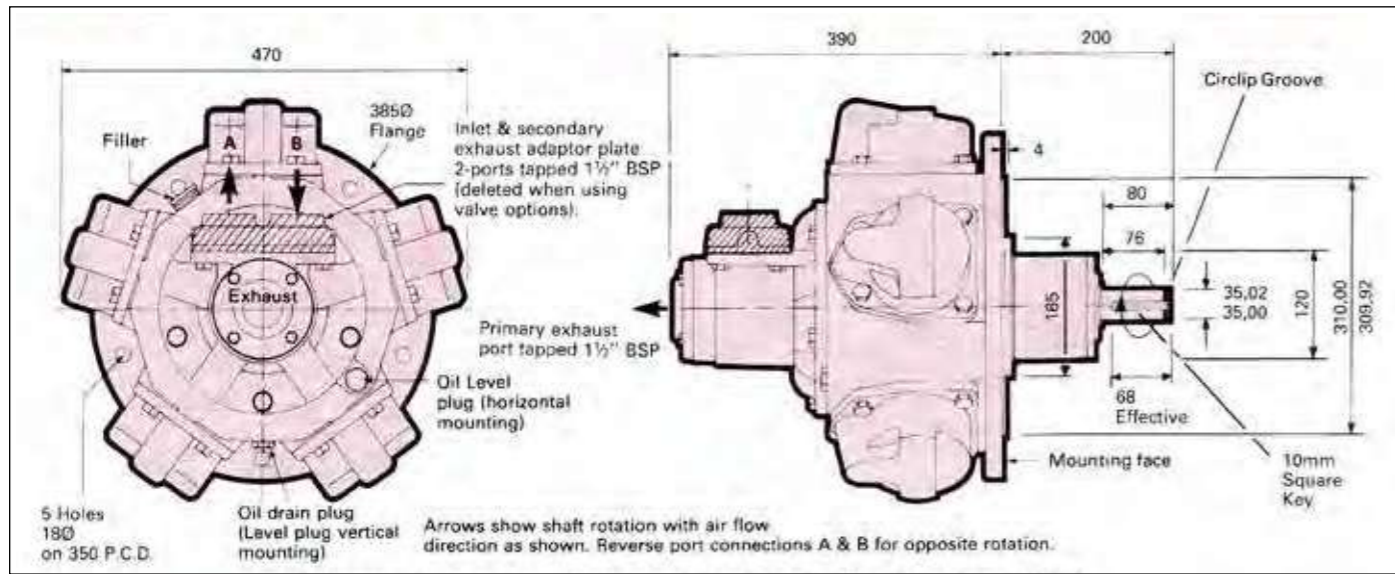 470
390
200
Circlip Groove
Filler
385Ø
Flange
A
B
Inlet & secondary
exhaust adaptor plate
2-ports tapped 1½" BSP
(deleted when using
valve options).
4
80
76
Exhaust
Primary exhaust
port tapped 1½" BSP
185
35,02
35,00
120
310,00
309,92
Oil Level
plug (horizontal
mounting)
68
Effective
Mounting face
10mm
Square
Key
5 Holes
18Ø
on 350 P.C.D.
Oil drain plug
(Level plug vertical
mounting)
Arrows show shaft rotation with air flow
direction as shown. Reverse port connections A & B for opposite rotation.